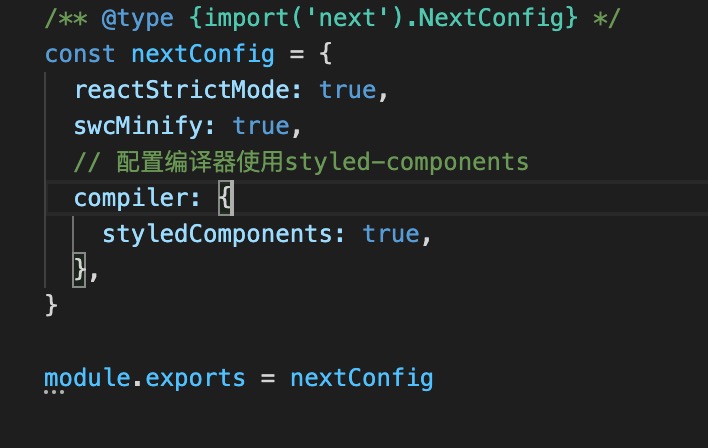 /** @type {import('next').NextConfig} */
const nextConfig = {
  reactStrictMode: true,
  swcMinify: true,
  // 配置编译器使用styled-components
  compiler: {
    styledComponents: true,
  },
}
module.exports = nextConfig